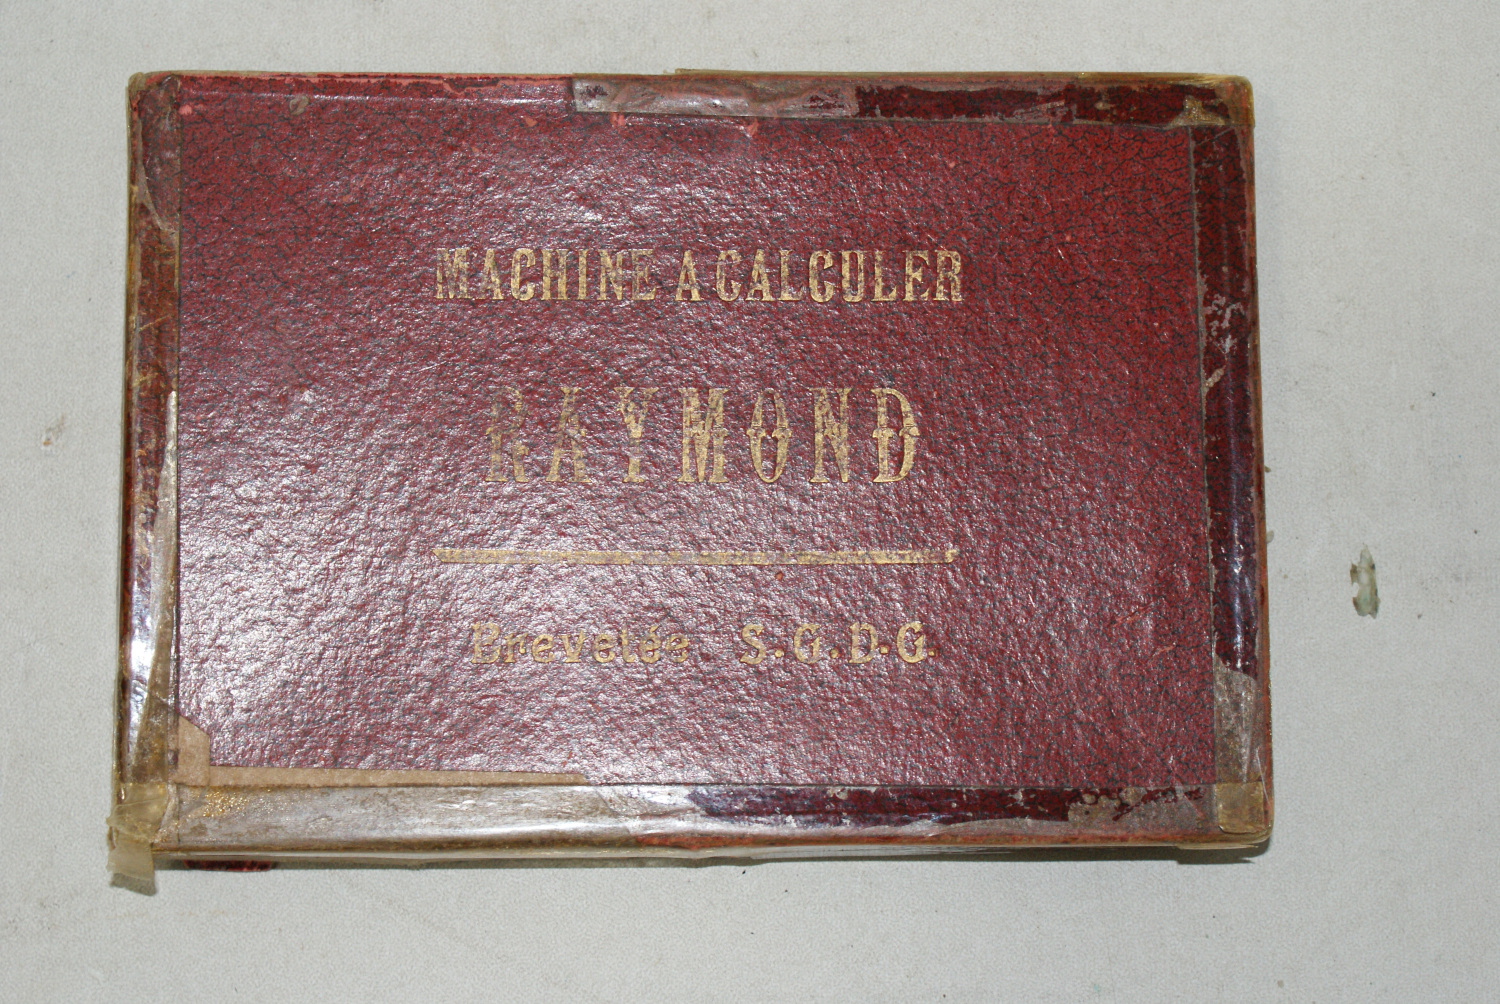 MACHINE A CALCULER
RAYMOND
Brevetée S.G.D.G.